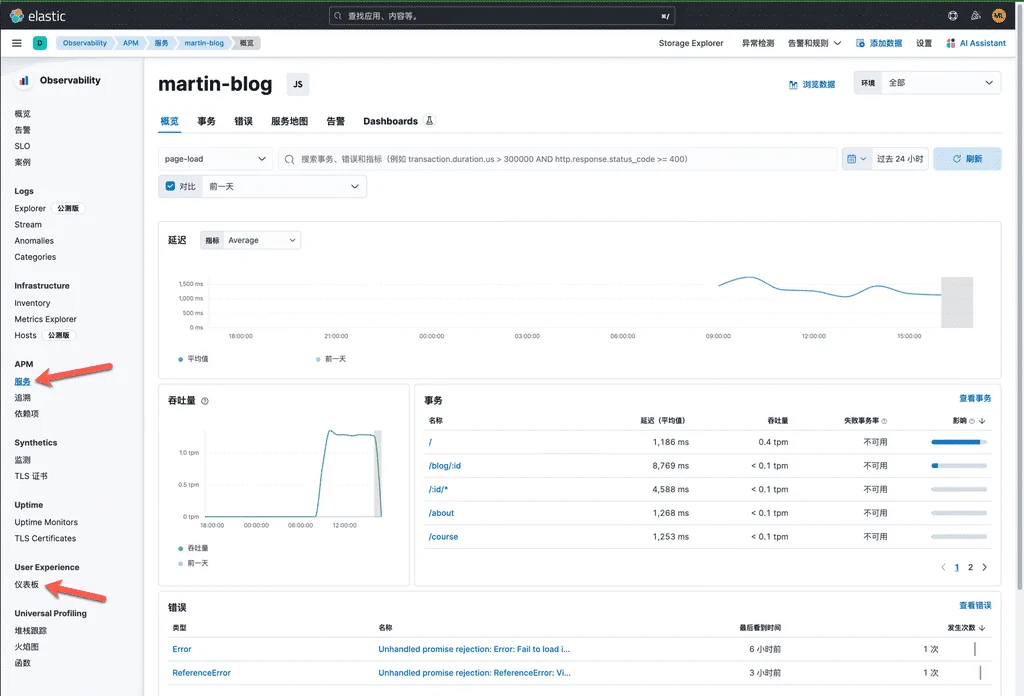 elastic
查找应用、内容等。
⌘/
ML
D
Observability
APM
服务
martin-blog
概览
Storage Explorer
异常检测
告警和规则
添加数据
设置
AI Assistant
Observability
概览
告警
SLO
案例
Logs
Explorer 公测版
Stream
Anomalies
Categories
Infrastructure
Inventory
Metrics Explorer
Hosts 公测版
APM
服务
追溯
依赖项
Synthetics
监测
TLS 证书
Uptime
Uptime Monitors
TLS Certificates
User Experience
仪表板
Universal Profiling
堆栈跟踪
火焰图
函数
martin-blog
JS
浏览数据
环境 全部
概览 事务 错误 服务地图 告警 Dashboards
page-load
搜索事务、错误和指标（例如 transaction.duration.us > 300000 AND http.response.status_code >= 400）
过去 24 小时
刷新
对比 前一天
延迟
指标 Average
1,500 ms
1,000 ms
500 ms
0 ms
18:00:00 21:00:00 00:00:00 03:00:00 06:00:00 09:00:00 12:00:00 15:00:00
平均值 前一天
吞吐量
1.0 tpm
0.5 tpm
0 tpm
18:00:00 00:00:00 06:00:00 12:00:00
吞吐量
前一天
事务
查看事务
名称 延迟（平均值） 吞吐量 失败事务率 影响
/ 1,186 ms 0.4 tpm 不可用
/blog/:id 8,769 ms < 0.1 tpm 不可用
/:id/* 4,588 ms < 0.1 tpm 不可用
/about 1,268 ms < 0.1 tpm 不可用
/course 1,253 ms < 0.1 tpm 不可用
1 2
错误
查看错误
类型 名称 最后看到时间 发生次数
Error Unhandled promise rejection: Error: Fail to load i... 6 小时前 1 次
ReferenceError Unhandled promise rejection: ReferenceError: Vi... 3 小时前 1 次